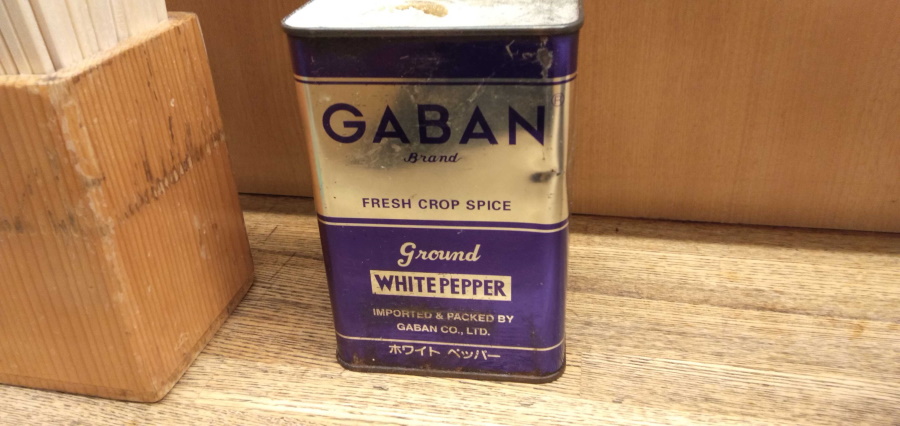 GABAN®
Brand
FRESH CROP SPICE
Ground
WHITE PEPPER
IMPORTED & PACKED BY
GABAN CO., LTD.
ホワイト ペッパー